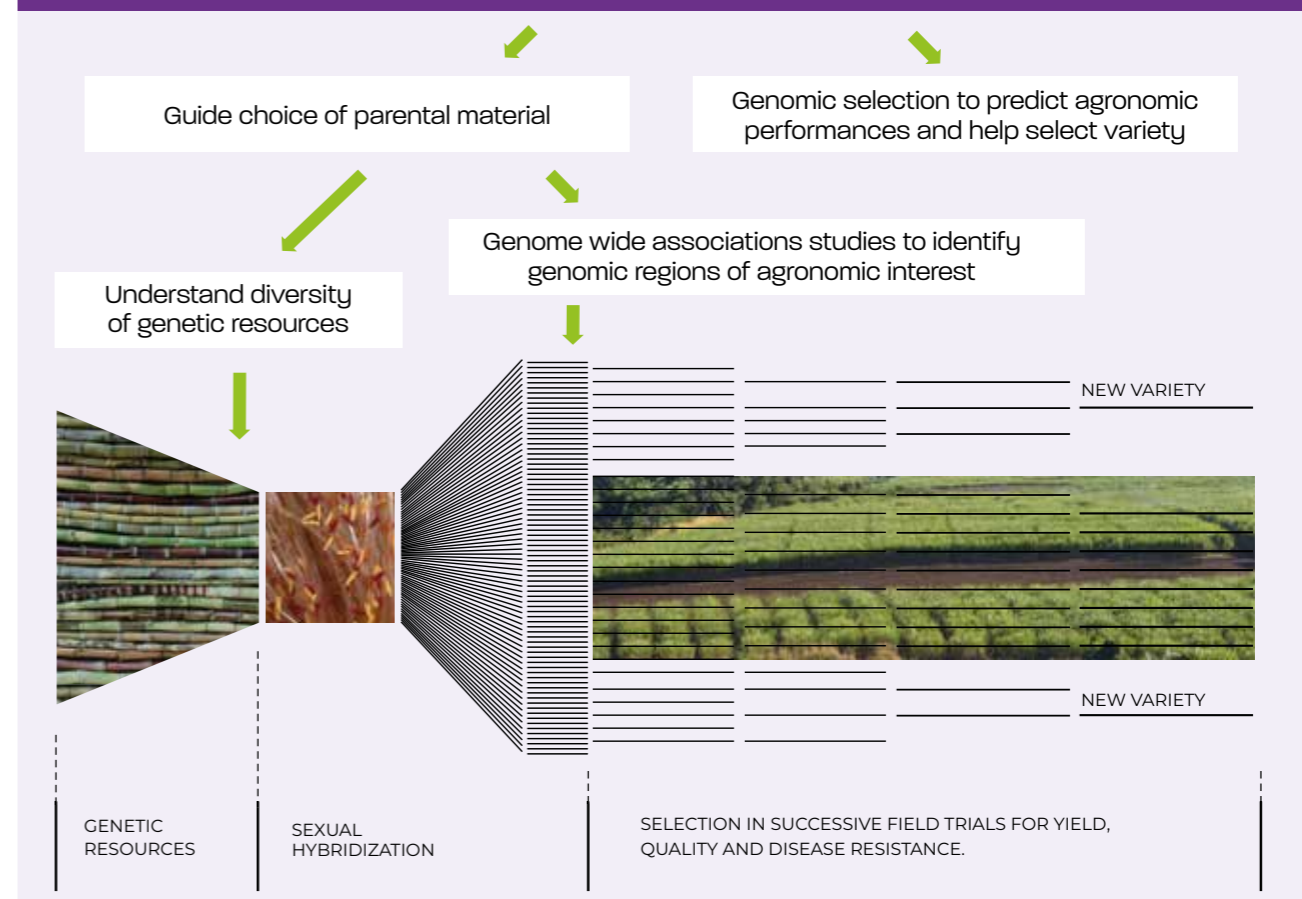 Guide choice of parental material
Genomic selection to predict agronomic
performances and help select variety
Genome wide associations studies to identify
genomic regions of agronomic interest
Understand diversity
of genetic resources
NEW VARIETY
NEW VARIETY
GENETIC
RESOURCES
SEXUAL
HYBRIDIZATION
SELECTION IN SUCCESSIVE FIELD TRIALS FOR YIELD,
QUALITY AND DISEASE RESISTANCE.